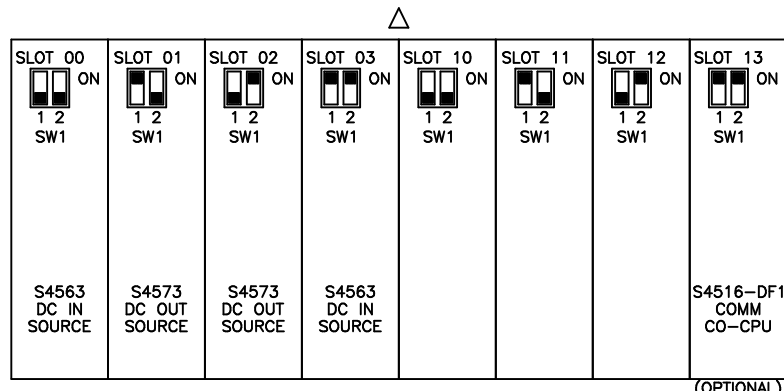 SLOT 00
ON
1 2
SW1
S4563
DC IN
SOURCE
SLOT 01
ON
1 2
SW1
S4573
DC OUT
SOURCE
SLOT 02
ON
1 2
SW1
S4573
DC OUT
SOURCE
SLOT 03
ON
1 2
SW1
S4563
DC IN
SOURCE
SLOT 10
ON
1 2
SW1
SLOT 11
ON
1 2
SW1
SLOT 12
ON
1 2
SW1
SLOT 13
ON
1 2
SW1
S4516-DF1
COMM
CO-CPU
(OPTIONAL)